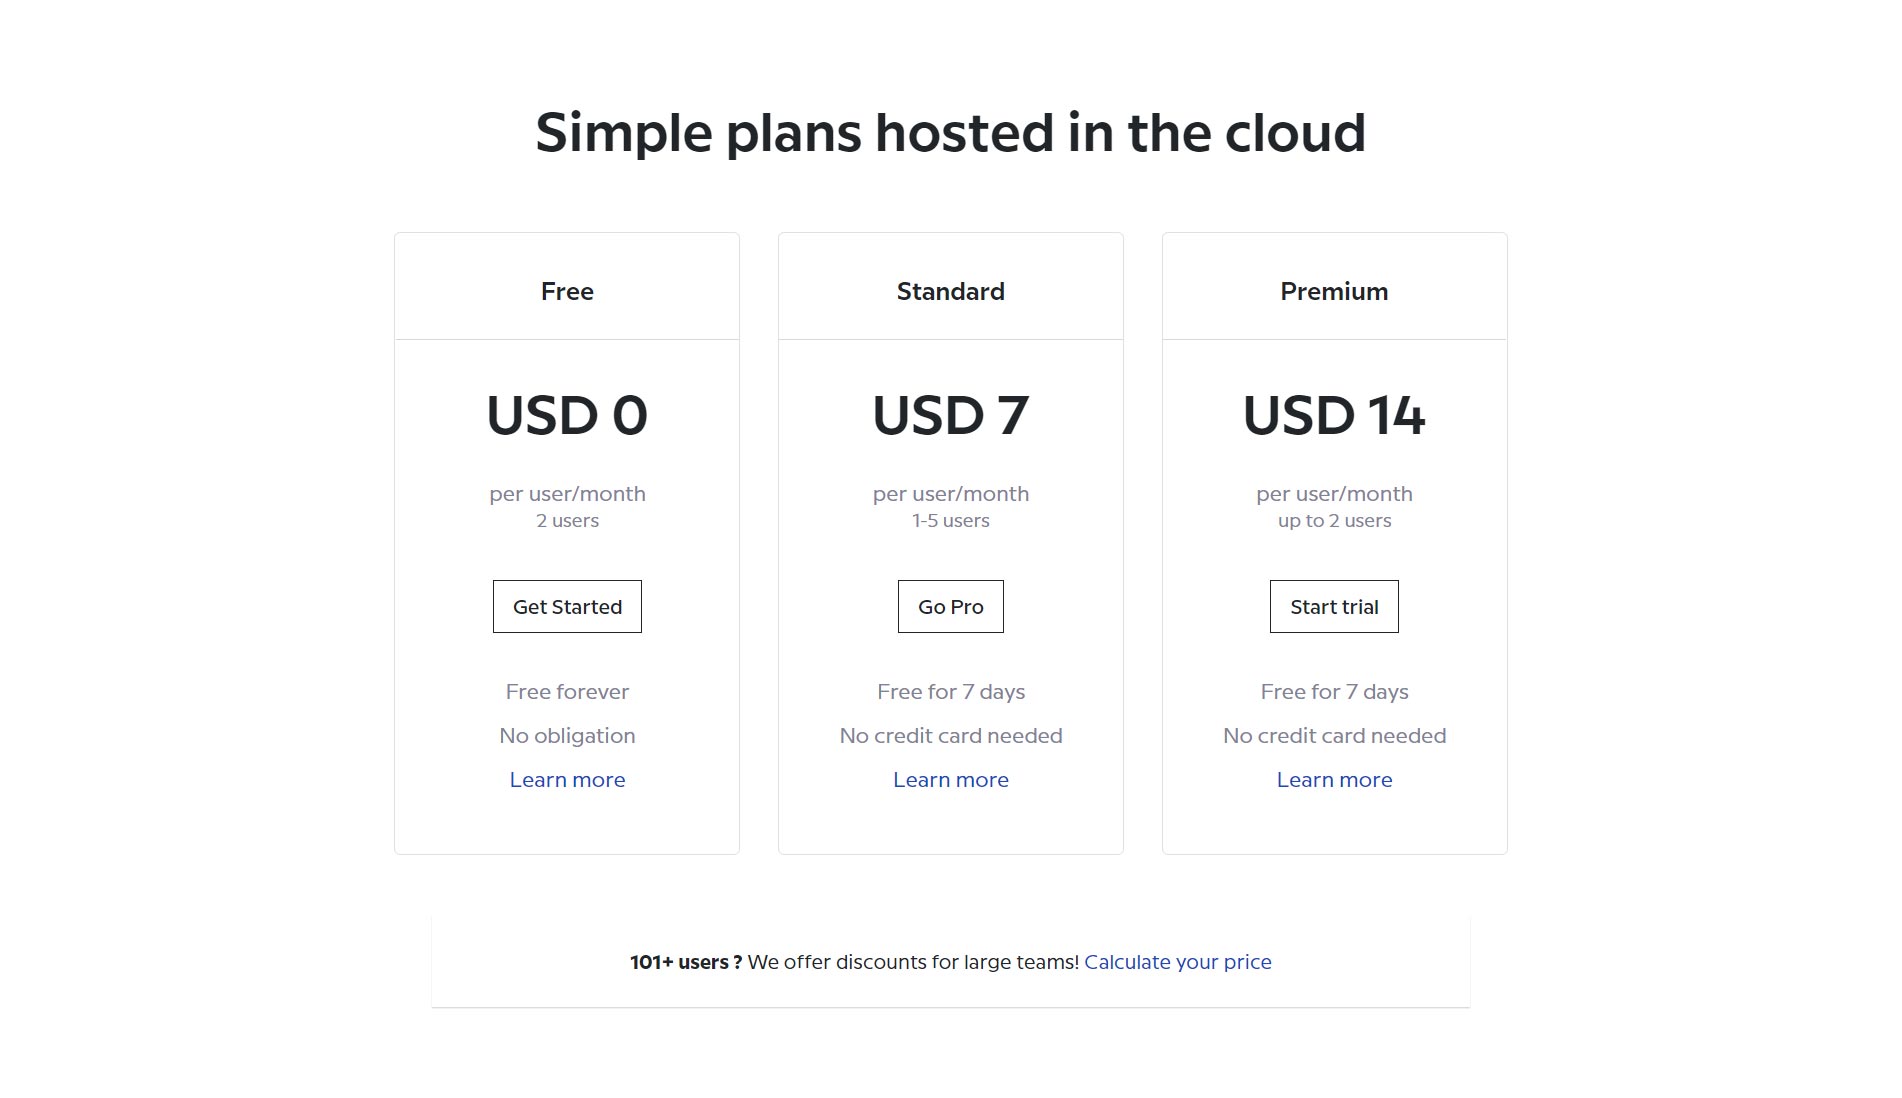 Simple plans hosted in the cloud
Free
USD 0
per user/month
2 users
Get Started
Free forever
No obligation
Learn more
Standard
USD 7
per user/month
1-5 users
Go Pro
Free for 7 days
No credit card needed
Learn more
Premium
USD 14
per user/month
up to 2 users
Start trial
Free for 7 days
No credit card needed
Learn more
101+ users ? We offer discounts for large teams! Calculate your price